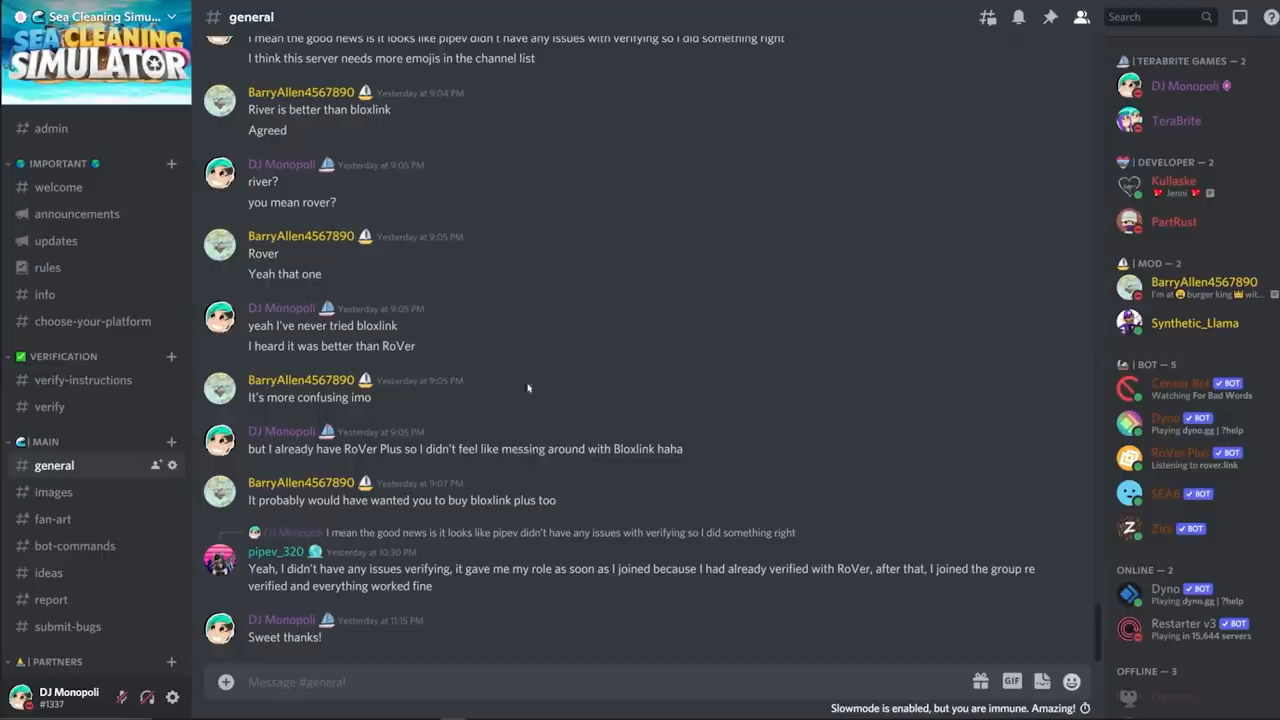 Sea Cleaning Simu...
SEA CLEANING
SIMULATOR
admin
IMPORTANT
welcome
announcements
updates
rules
info
choose-your-platform
VERIFICATION
verify-instructions
verify
| MAIN
general
images
fan-art
bot-commands
ideas
report
submit-bugs
| PARTNERS
DJ Monopoli
#1337
# general
Search
I mean the good news is it looks like pipev didn't have any issues with verifying so I did something right
I think this server needs more emojis in the channel list
BarryAllen4567890 Yesterday at 9:04 PM
River is better than bloxlink
Agreed
DJ Monopoli Yesterday at 9:05 PM
river?
you mean rover?
BarryAllen4567890 Yesterday at 9:05 PM
Rover
Yeah that one
DJ Monopoli Yesterday at 9:05 PM
yeah I've never tried bloxlink
I heard it was better than RoVer
BarryAllen4567890 Yesterday at 9:05 PM
It's more confusing imo
DJ Monopoli Yesterday at 9:05 PM
but I already have RoVer Plus so I didn't feel like messing around with Bloxlink haha
BarryAllen4567890 Yesterday at 9:07 PM
It probably would have wanted you to buy bloxlink plus too
DJ Monopoli I mean the good news is it looks like pipev didn't have any issues with verifying so I did something right
pipev_320 Yesterday at 10:30 PM
Yeah, I didn't have any issues verifying, it gave me my role as soon as I joined because I had already verified with RoVer, after that, I joined the group re
verified and everything worked fine
DJ Monopoli Yesterday at 11:15 PM
Sweet thanks!
Message #general
GIF
Slowmode is enabled, but you are immune. Amazing!
| TERABRITE GAMES — 2
DJ Monopoli
TeraBrite
DEVELOPER — 2
Kullaske
Jenni
PartRust
| MOD — 2
BarryAllen4567890
I'm at burger king wit...
Synthetic_Llama
| BOT — 5
Censor Bot BOT
Watching For Bad Words
Dyno BOT
Playing dyno.gg | ?help
RoVer Plus BOT
Listening to rover.link
SEAS BOT
Zira BOT
ONLINE — 2
Dyno BOT
Playing dyno.gg | ?help
Restarter v3 BOT
Playing in 15,644 servers
OFFLINE — 3